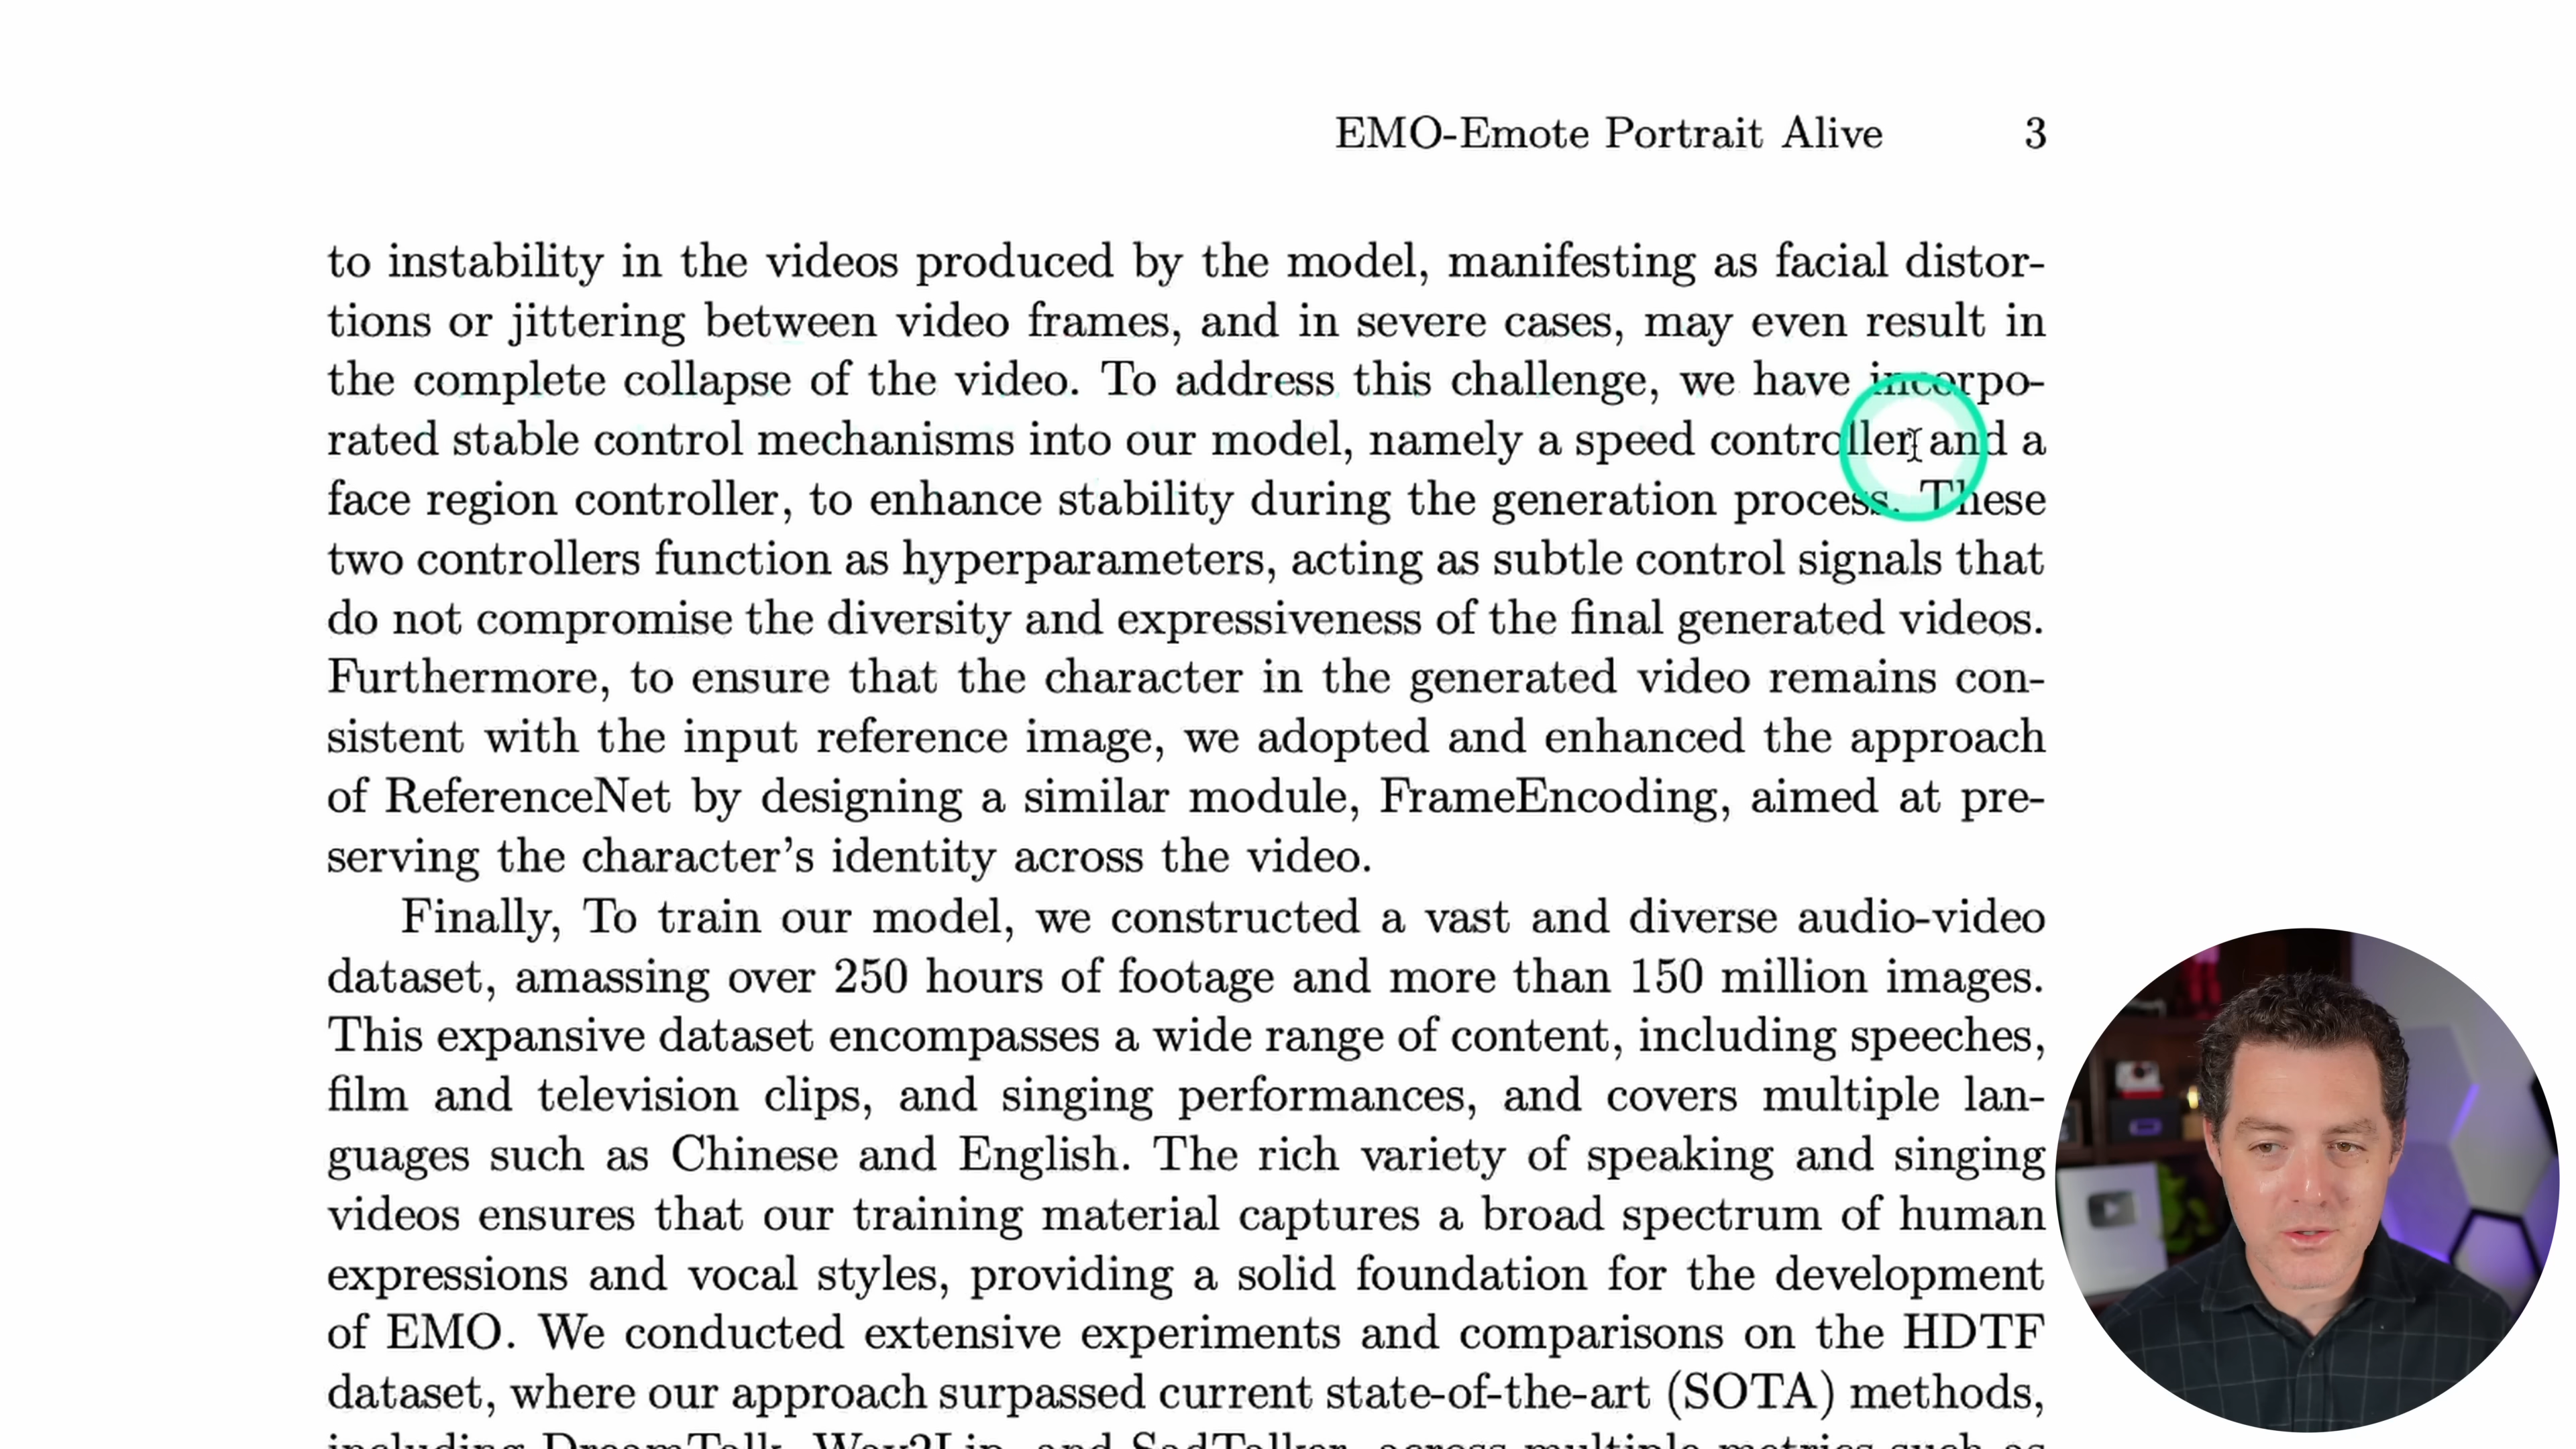 EMO-Emote Portrait Alive 3
to instability in the videos produced by the model, manifesting as facial distor-
tions or jittering between video frames, and in severe cases, may even result in
the complete collapse of the video. To address this challenge, we have incorpo-
rated stable control mechanisms into our model, namely a speed controller and a
face region controller, to enhance stability during the generation process. These
two controllers function as hyperparameters, acting as subtle control signals that
do not compromise the diversity and expressiveness of the final generated videos.
Furthermore, to ensure that the character in the generated video remains con-
sistent with the input reference image, we adopted and enhanced the approach
of ReferenceNet by designing a similar module, FrameEncoding, aimed at pre-
serving the character's identity across the video.
Finally, To train our model, we constructed a vast and diverse audio-video
dataset, amassing over 250 hours of footage and more than 150 million images.
This expansive dataset encompasses a wide range of content, including speeches,
film and television clips, and singing performances, and covers multiple lan-
guages such as Chinese and English. The rich variety of speaking and singing
videos ensures that our training material captures a broad spectrum of human
expressions and vocal styles, providing a solid foundation for the development
of EMO. We conducted extensive experiments and comparisons on the HDTF
dataset, where our approach surpassed current state-of-the-art (SOTA) methods,
including DreamTalk, Wav2Lip, and SadTalker, across multiple metrics such as